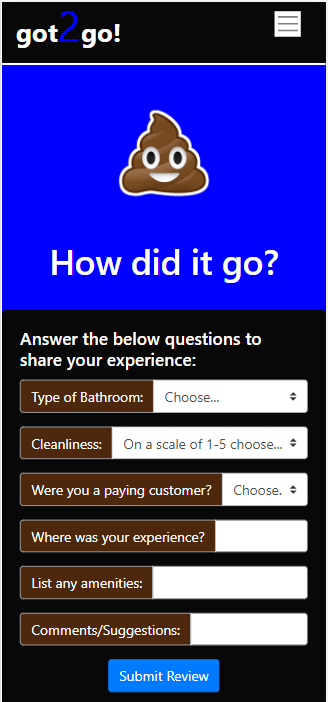 got2go!
How did it go?
Answer the below questions to
share your experience:
Type of Bathroom: Choose...
Cleanliness: On a scale of 1-5 choose...
Were you a paying customer? Choose..
Where was your experience?
List any amenities:
Comments/Suggestions:
Submit Review